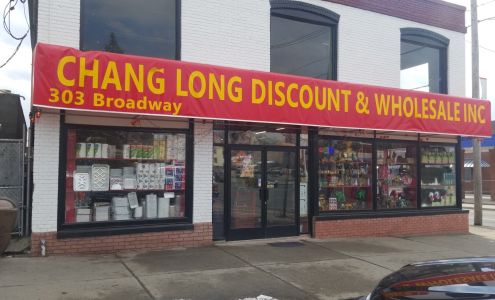 CHANG LONG DISCOUNT & WHOLESALE INC
303 Broadway